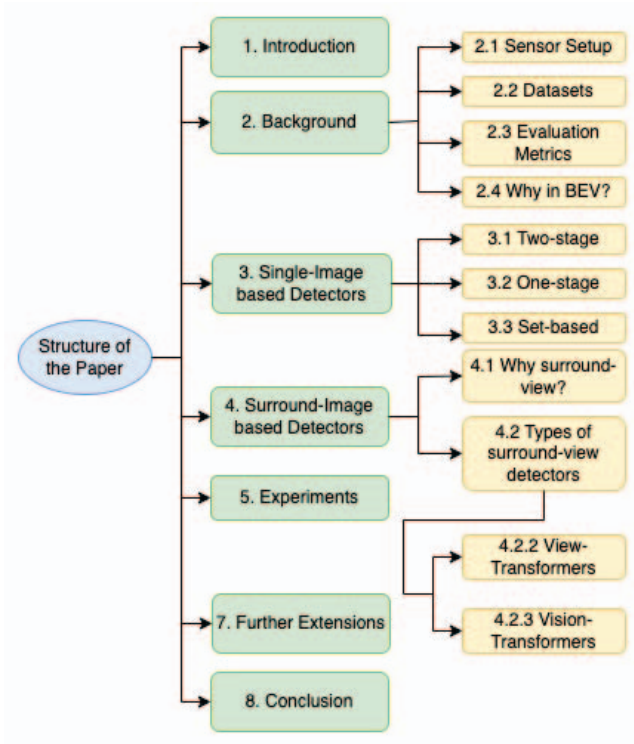 Structure of
the Paper
1. Introduction
2. Background
2.1 Sensor Setup
2.2 Datasets
2.3 Evaluation
Metrics
2.4 Why in BEV?
3. Single-Image
based Detectors
3.1 Two-stage
3.2 One-stage
3.3 Set-based
4. Surround-Image
based Detectors
4.1 Why surround-
view?
4.2 Types of
surround-view
detectors
4.2.2 View-
Transformers
4.2.3 Vision-
Transformers
5. Experiments
7. Further Extensions
8. Conclusion